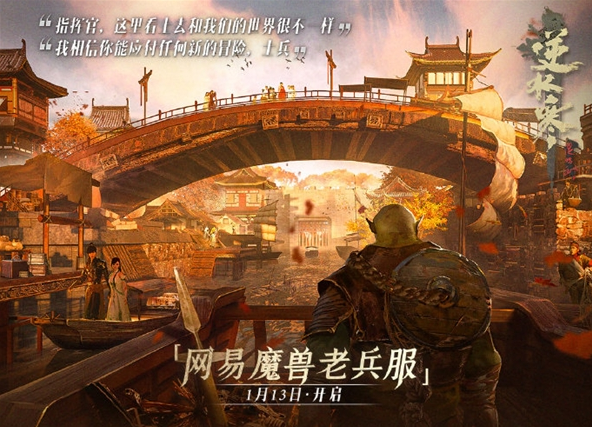 “指挥官，这里看上去和我们的世界很不一样”
“我相信你能应付任何新的冒险，士兵”
逆水寒
「网易魔兽老兵服」
1月13日·开启